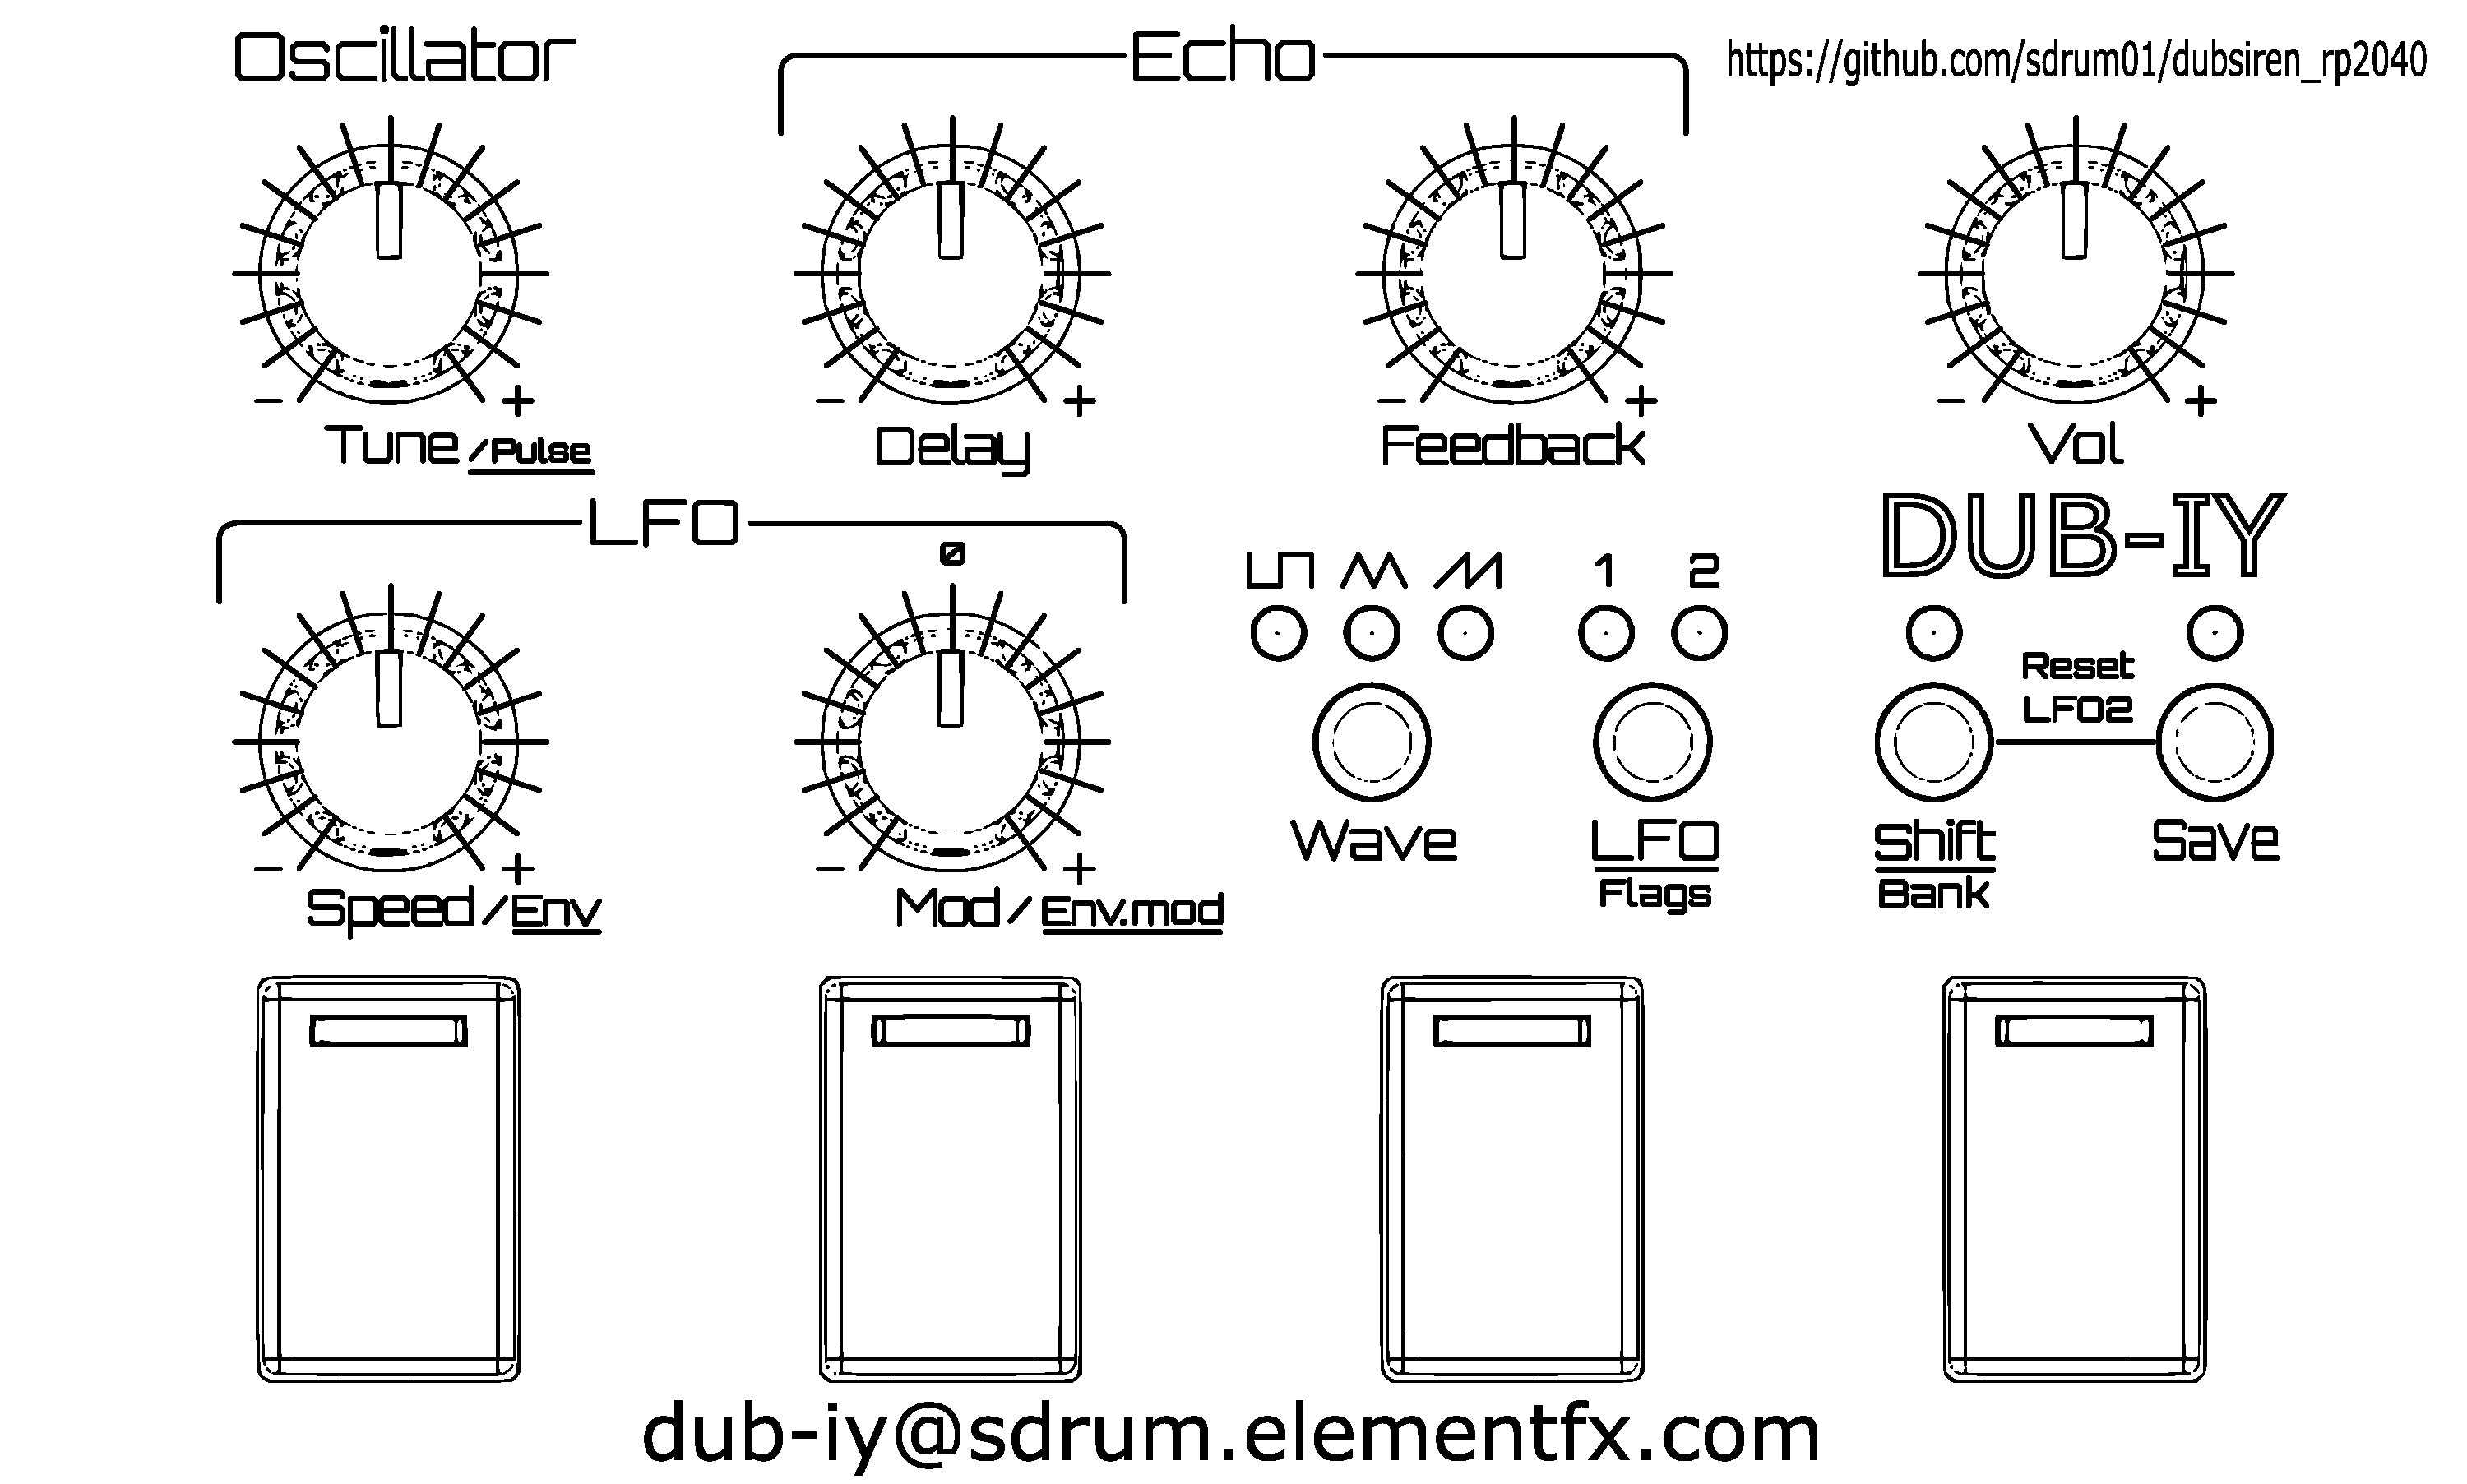 Oscillator
Echo
https://github.com/sdrum01/dubsiren_rp2040
- +
- +
- +
- +
Tune /Pulse
Delay
Feedback
Vol
LFO
0
1 2
DUB-IY
Reset
LFO2
- +
- +
Speed / Env
Mod / Env.mod
Wave
LFO
Flags
Shift
Bank
Save
dub-iy@sdrum.elementfx.com